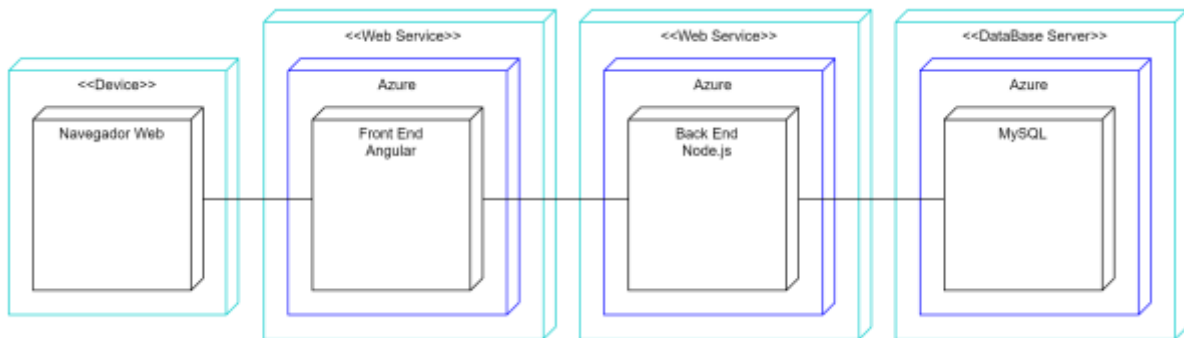 <<Device>>
Navegador Web
<<Web Service>>
Azure
Front End
Angular
<<Web Service>>
Azure
Back End
Node.js
<<DataBase Server>>
Azure
MySQL